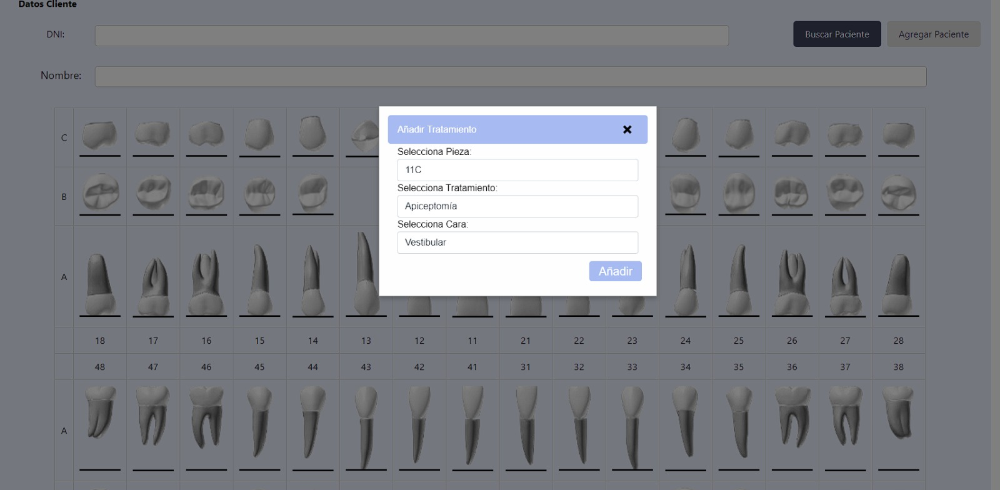 Datos Cliente
DNI:
Buscar Paciente
Agregar Paciente
Nombre:
C
Añadir Tratamiento
✖
Selecciona Pieza:
11C
Selecciona Tratamiento:
Apiceptomía
Selecciona Cara:
Vestibular
Añadir
B
A
18 17 16 15 14 13 12 11 21 22 23 24 25 26 27 28
48 47 46 45 44 43 42 41 31 32 33 34 35 36 37 38
A